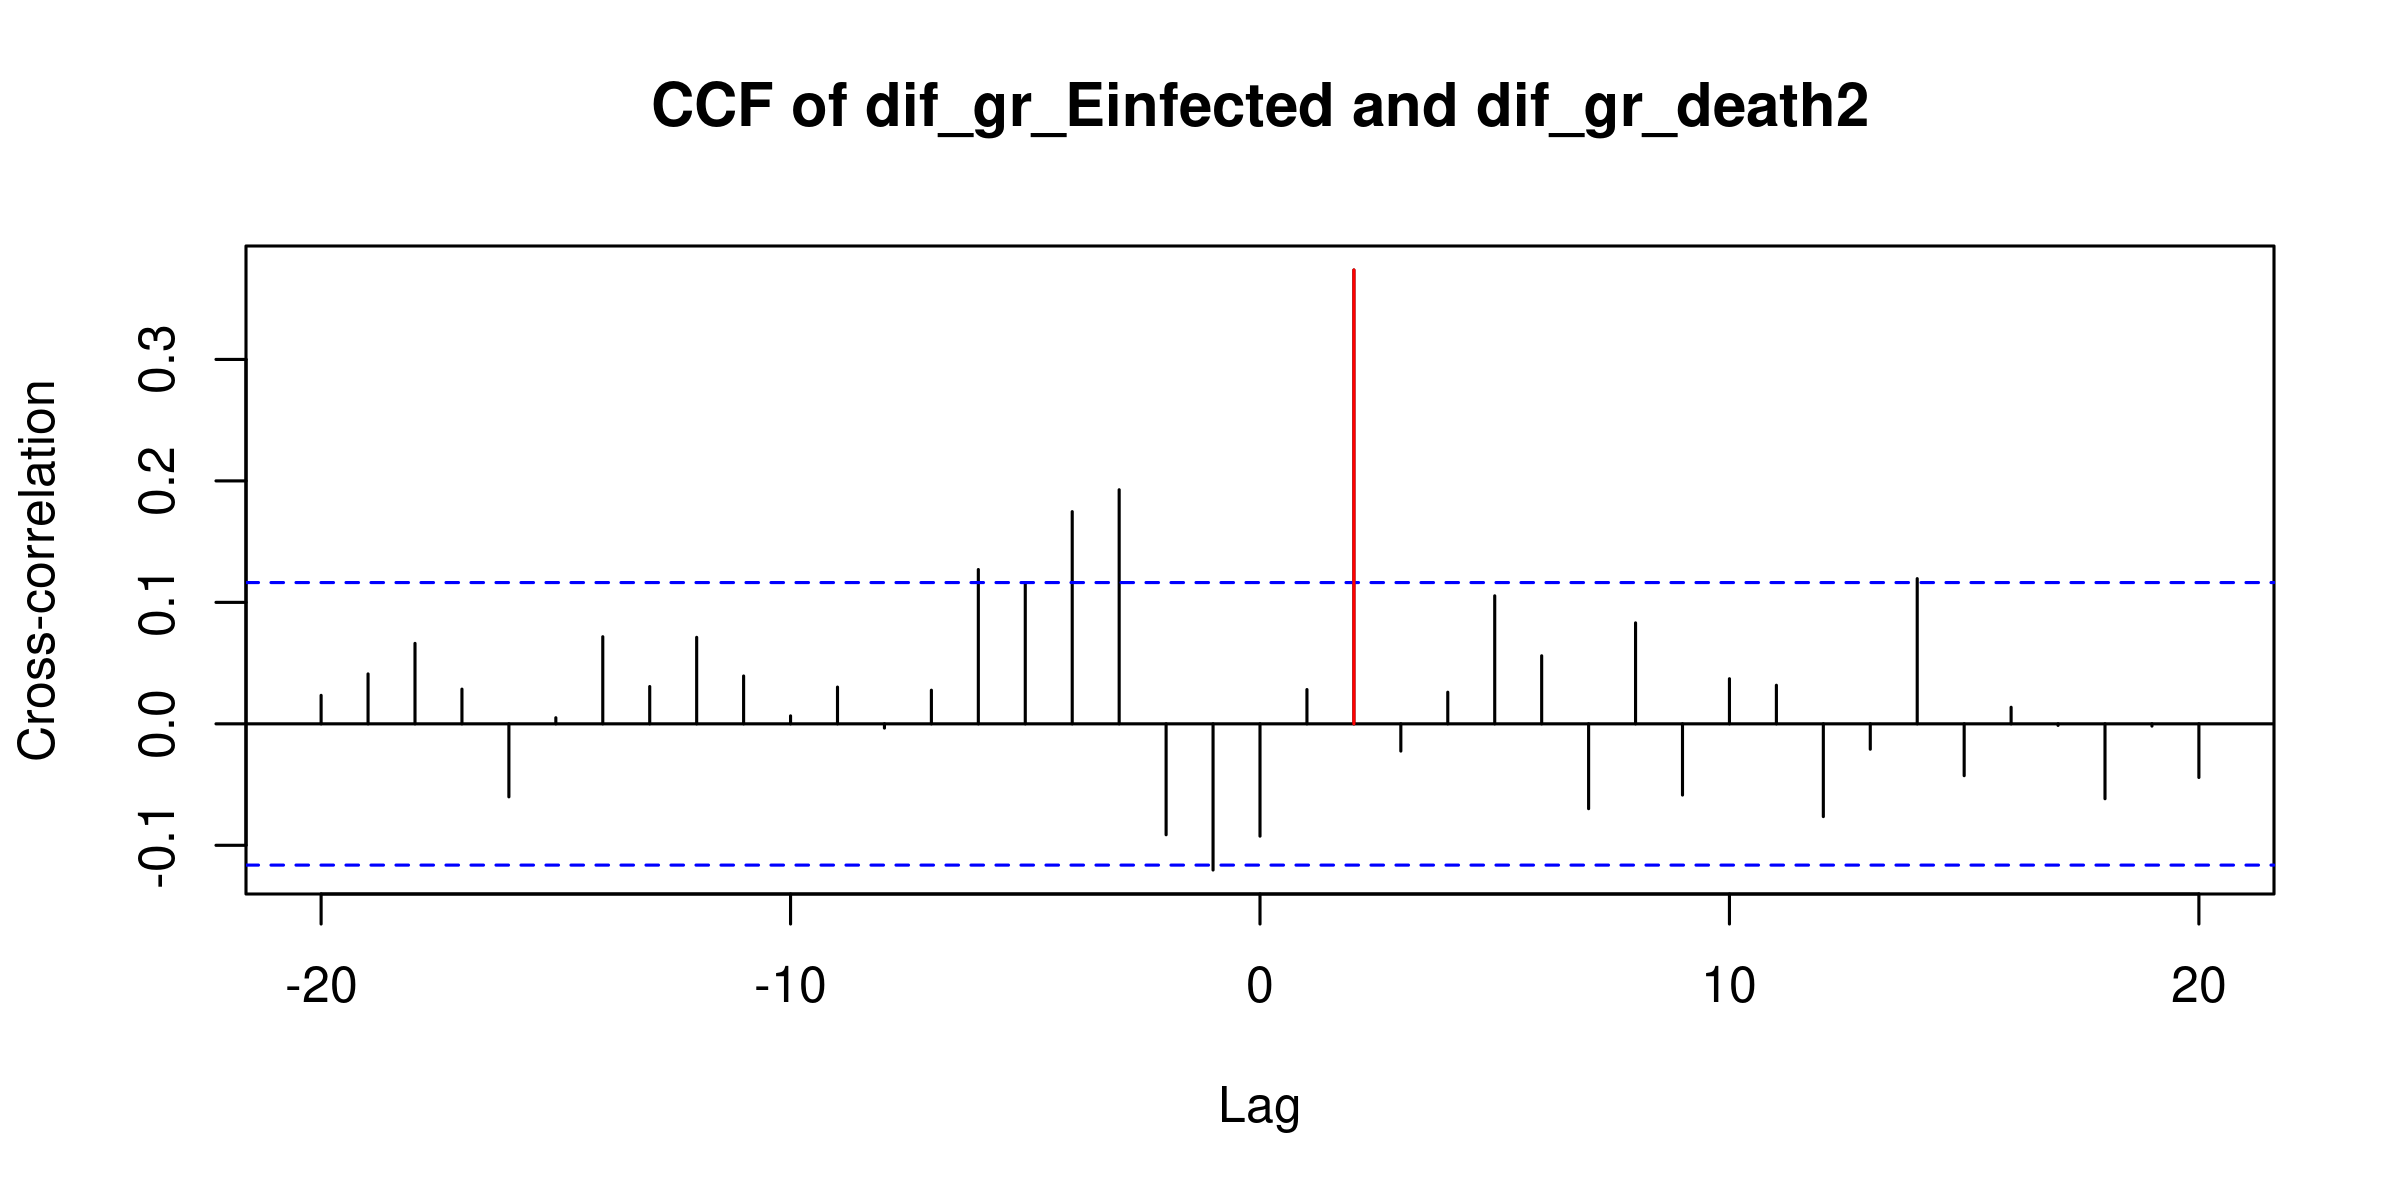 CCF of dif_gr_Einfected and dif_gr_death2
Cross-correlation
0.3
0.2
0.1
0.0
-0.1
-20 -10 0 10 20
Lag